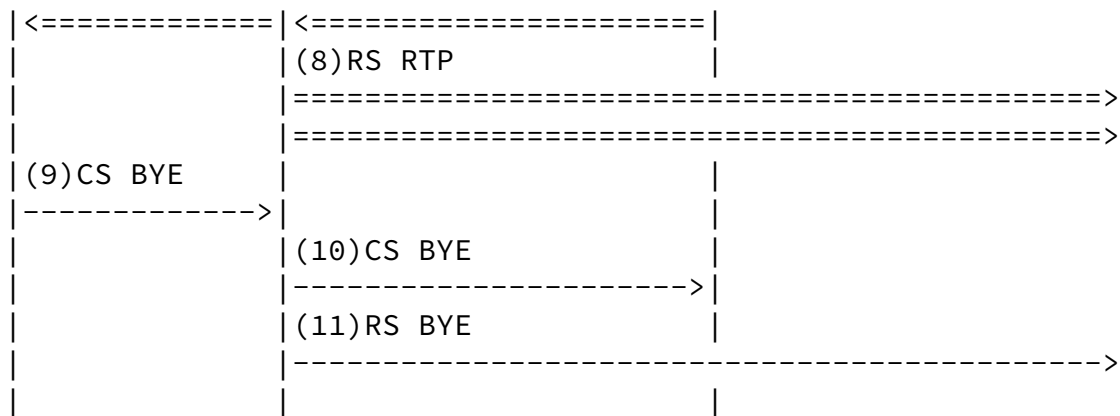 |<=============|<======================|
|              |(8)RS RTP              |
|              |=============================================>
|              |=============================================>
|(9)CS BYE     |                       |
|------------->|                       |
|              |(10)CS BYE             |
|              |---------------------->|
|              |(11)RS BYE             |
|              |--------------------------------------------->
|              |                       |